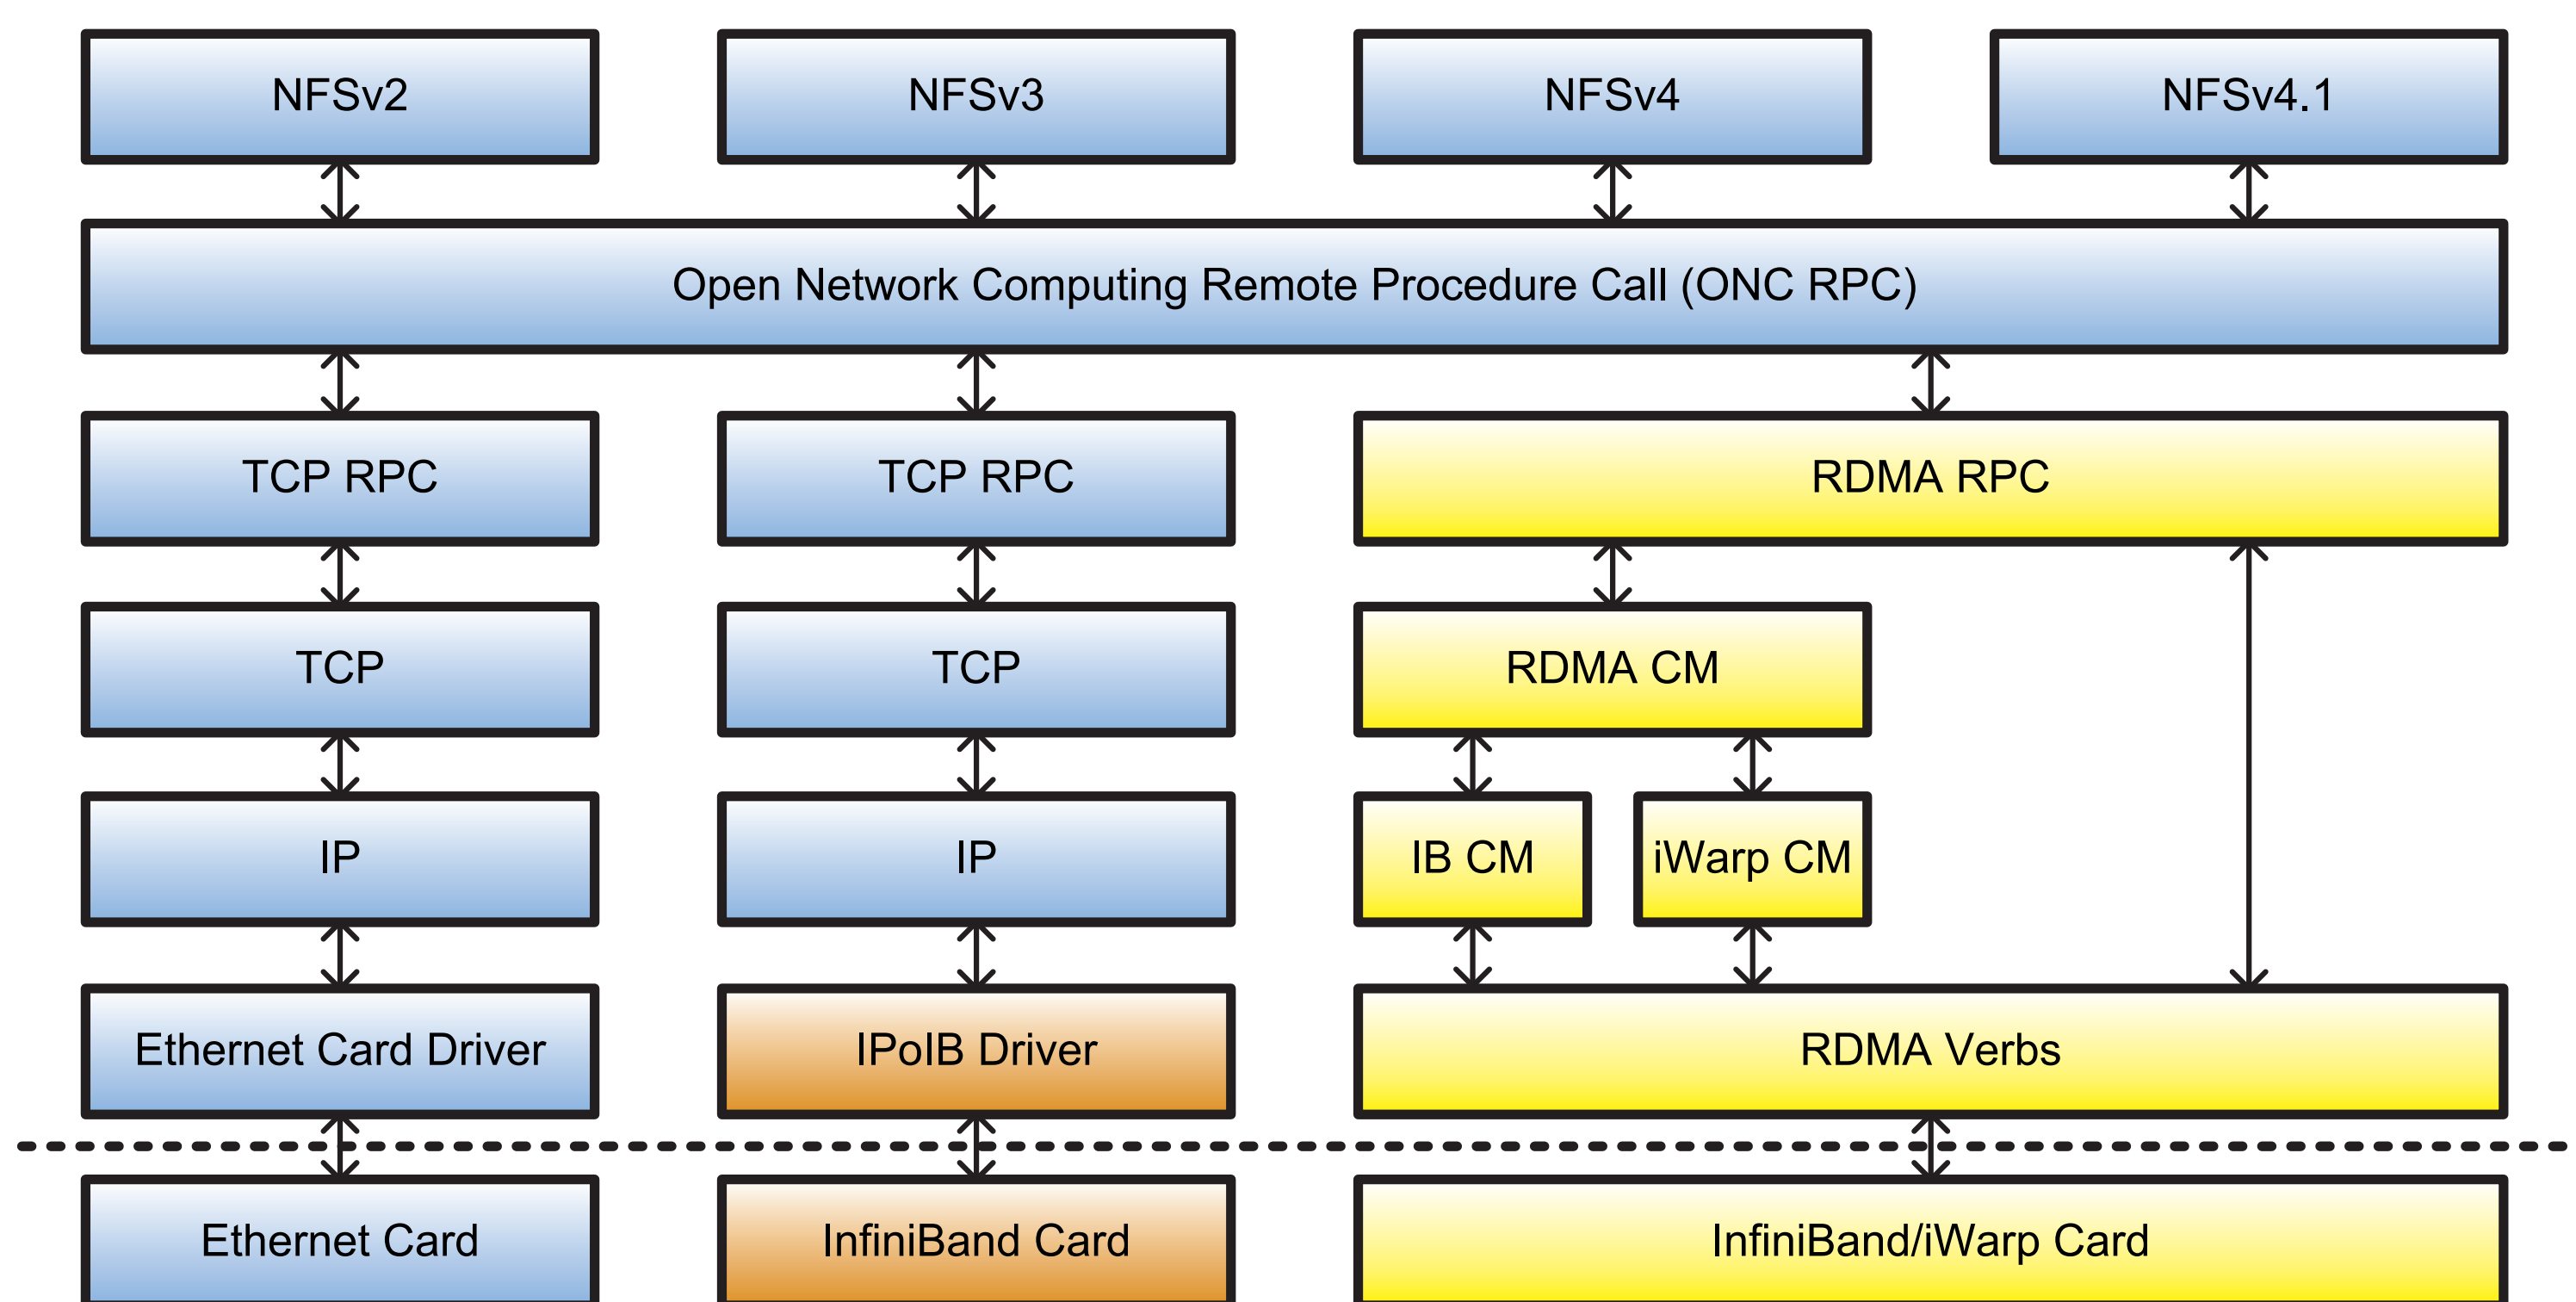 NFSv2
NFSv3
NFSv4
NFSv4.1
Open Network Computing Remote Procedure Call (ONC RPC)
TCP RPC
TCP RPC
RDMA RPC
TCP
TCP
RDMA CM
IP
IP
IB CM
iWarp CM
Ethernet Card Driver
IPoIB Driver
RDMA Verbs
Ethernet Card
InfiniBand Card
InfiniBand/iWarp Card